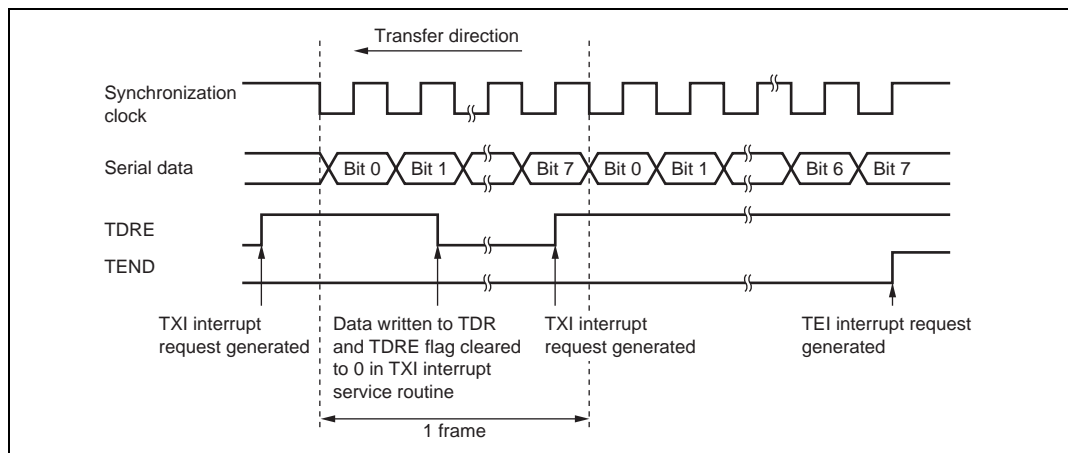 Transfer direction
Synchronization
clock
Serial data
Bit 0
Bit 1
Bit 7
Bit 0
Bit 1
Bit 6
Bit 7
TDRE
TEND
TXI interrupt
request generated
Data written to TDR
and TDRE flag cleared
to 0 in TXI interrupt
service routine
TXI interrupt
request generated
TEI interrupt request
generated
1 frame